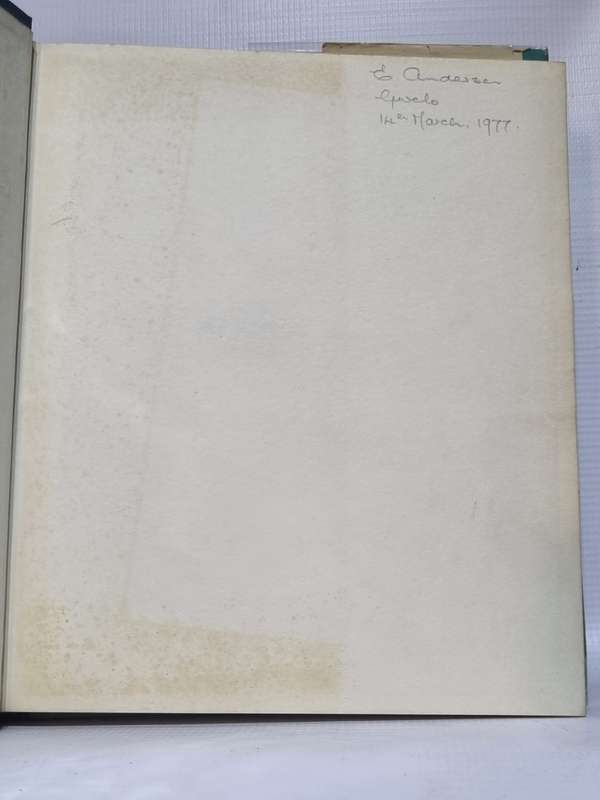 E Anderson
Gwelo
14th March, 1977.